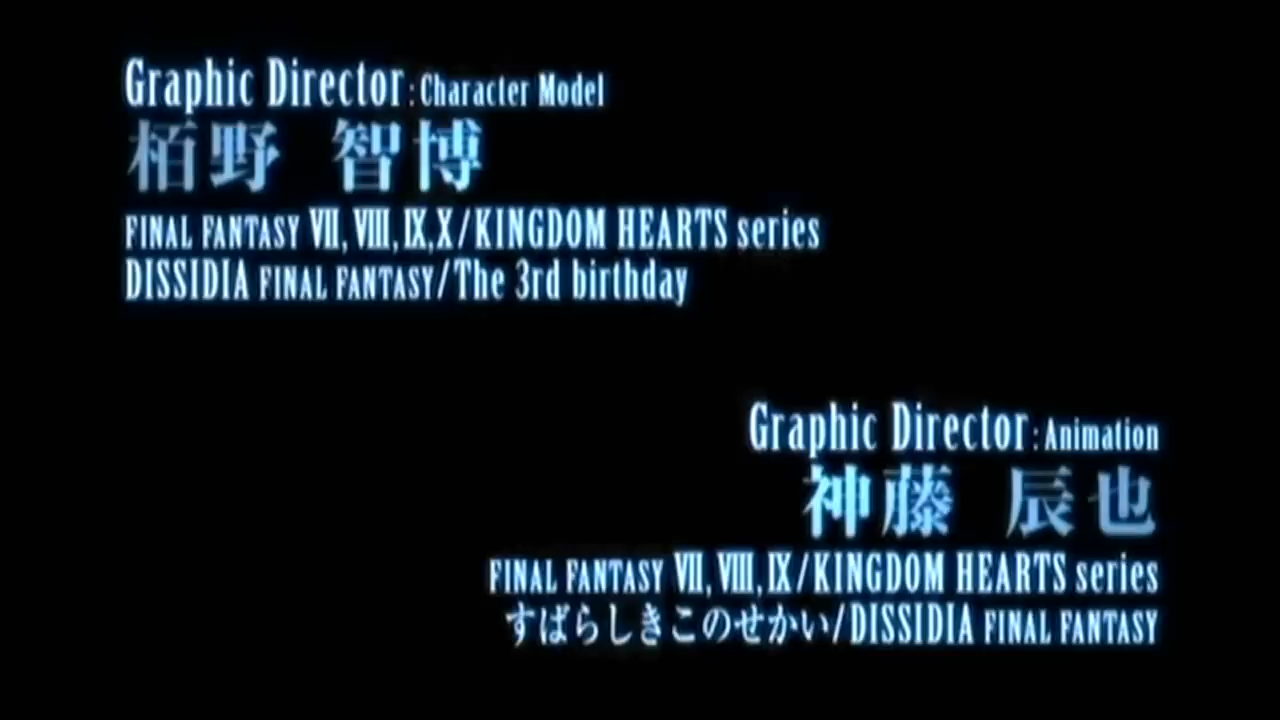 Graphic Director:Character Model
栢野 智博
FINAL FANTASY Ⅶ,Ⅷ,Ⅸ,Ⅹ/KINGDOM HEARTS series
DISSIDIA FINAL FANTASY/The 3rd birthday
Graphic Director:Animation
神藤 辰也
FINAL FANTASY Ⅶ,Ⅷ,Ⅸ/KINGDOM HEARTS series
すばらしきこのせかい/DISSIDIA FINAL FANTASY